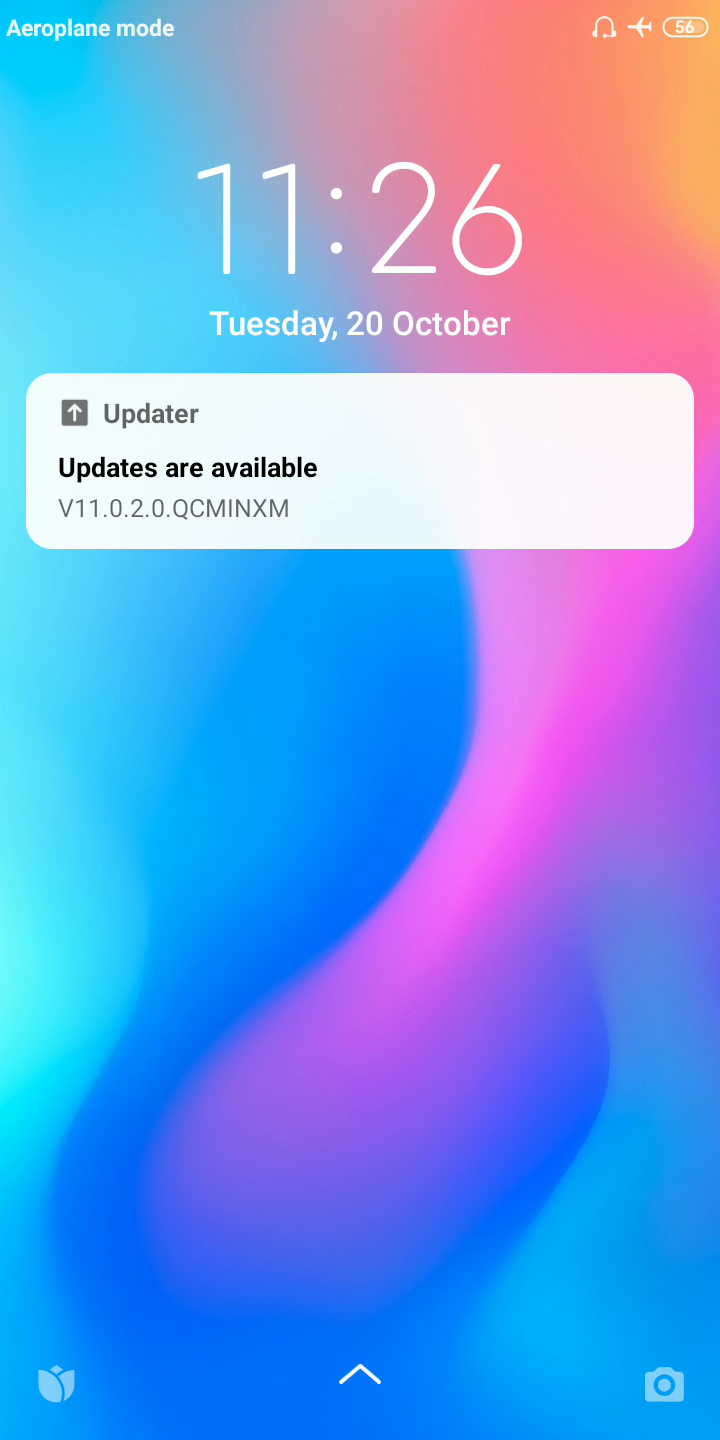 Aeroplane mode
56
11:26
Tuesday, 20 October
Updater
Updates are available
V11.0.2.0.QCMINXM